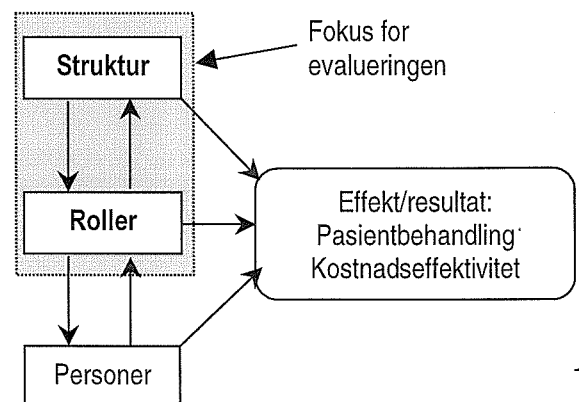 Struktur
Fokus for
evalueringen
Roller
Effekt/resultat:
Pasientbehandling
Kostnadseffektivitet
Personer